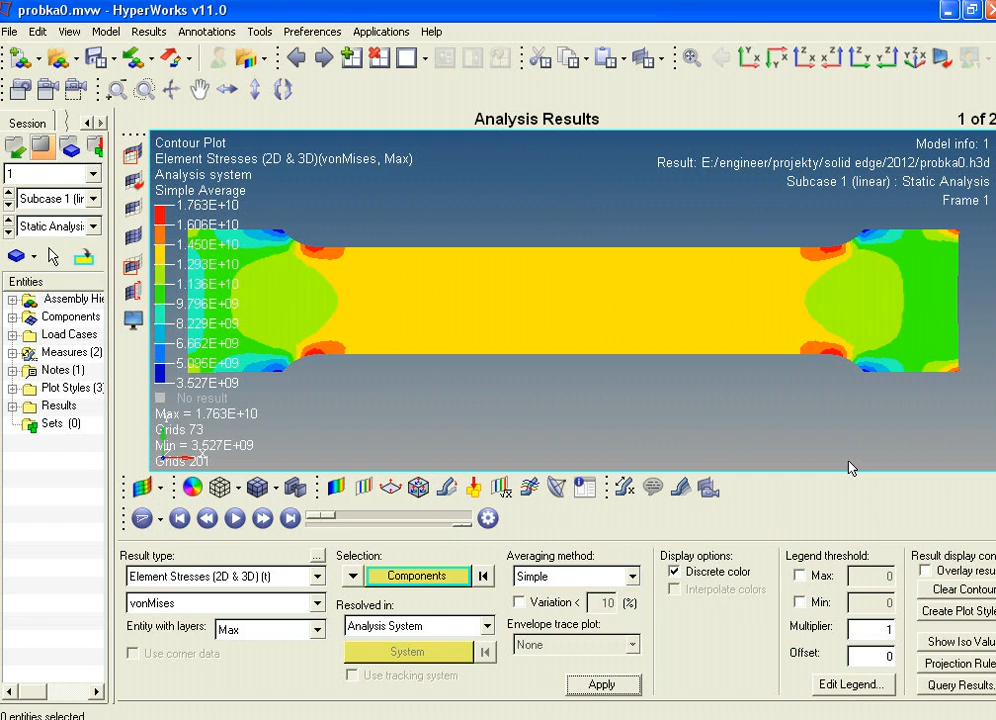 probka0.mvw - HyperWorks v11.0
File Edit View Model Results Annotations Tools Preferences Applications Help
Session
Analysis Results
1 of 2
1
Subcase 1 (lir
Static Analysi:
Entities
Assembly Hie
Components
Load Cases
Measures (2)
Notes (1)
Plot Styles (3)
Results
Sets (0)
Contour Plot
Element Stresses (2D & 3D)(vonMises, Max)
Analysis system
Simple Average
1.763E+10
1.606E+10
1.450E+10
1.293E+10
1.136E+10
9.796E+09
8.229E+09
6.662E+09
5.095E+09
3.527E+09
No result
Max = 1.763E+10
Grids 73
Min = 3.527E+09
Grids 201
Y
X
Model info: 1
Result: E:/engineer/projekty/solid edge/2012/probka0.h3d
Subcase 1 (linear) : Static Analysis
Frame 1
Result type:
...
Element Stresses (2D & 3D) (t)
vonMises
Entity with layers: Max
Use corner data
Selection:
Components
Resolved in:
Analysis System
System
Use tracking system
Averaging method:
Simple
Variation < 10 (%)
Envelope trace plot:
None
Apply
Display options:
Discrete color
Interpolate colors
Legend threshold:
Max: 0
Min: 0
Multiplier: 1
Offset: 0
Edit Legend...
Result display con
Overlay resu
Clear Contour
Create Plot Style
Show Iso Valu
Projection Rule
Query Results.
0 entities selected